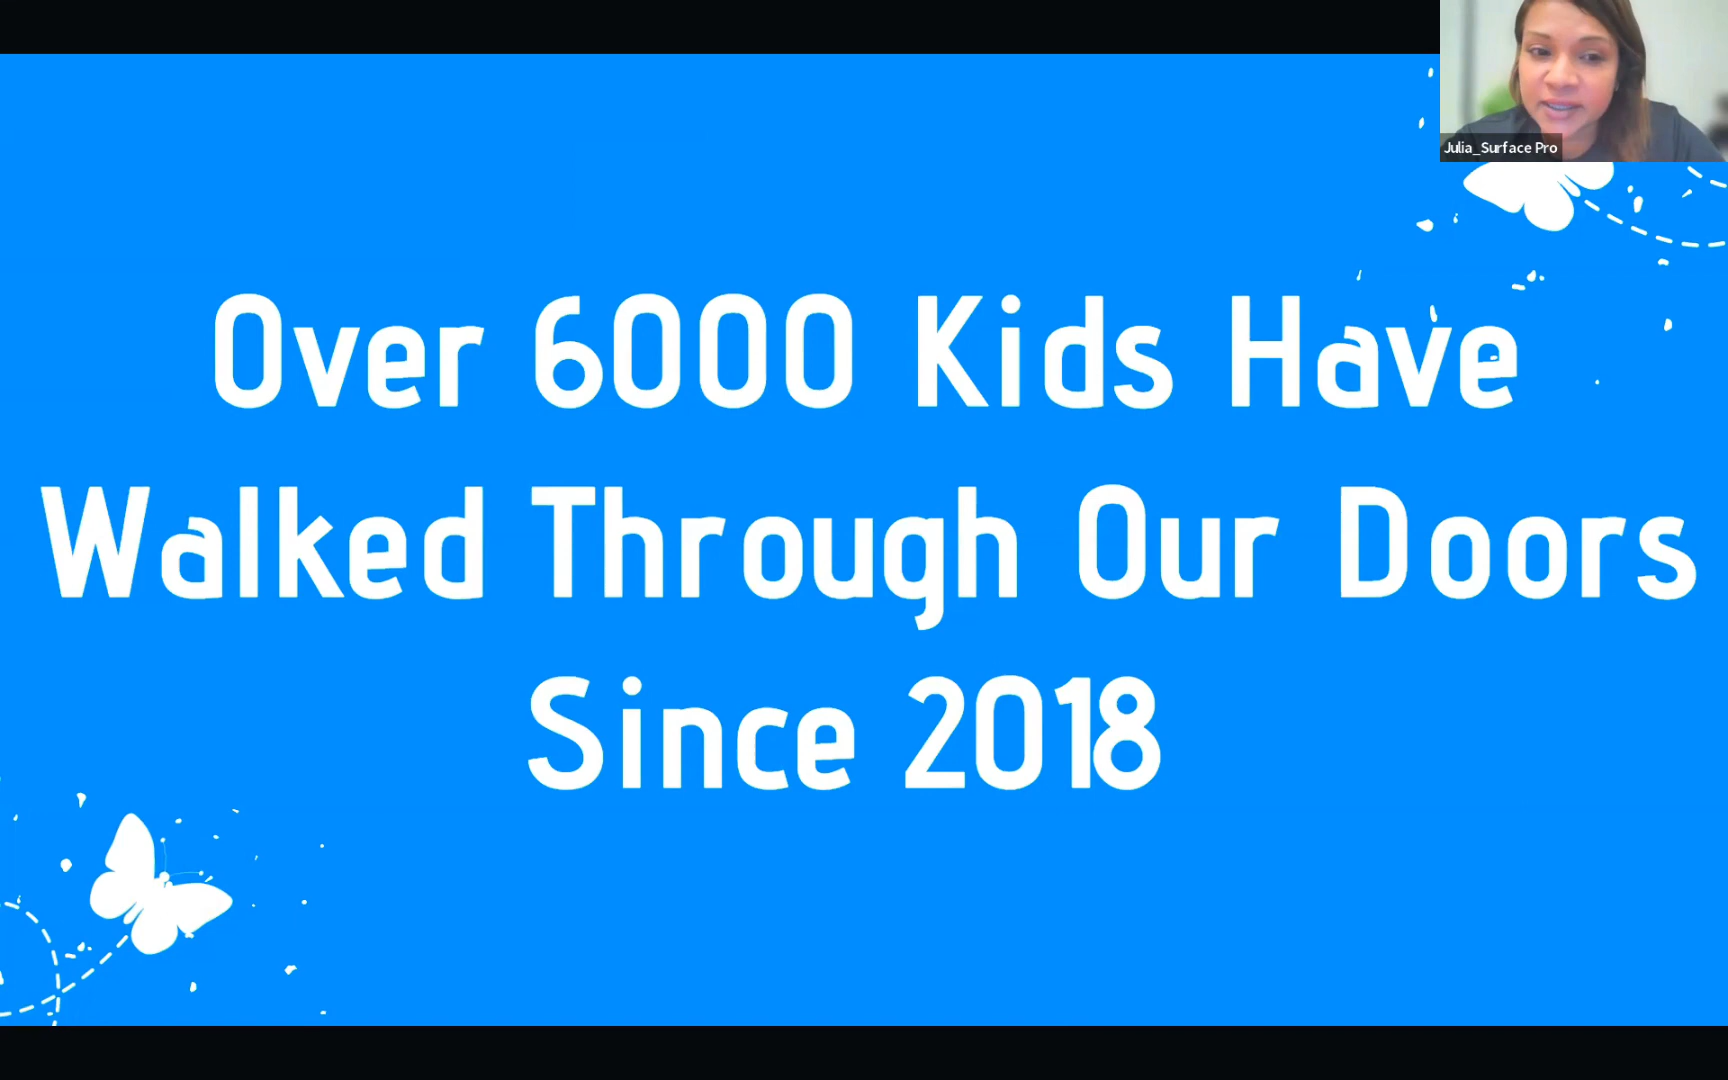 Julia_Surface Pro
Over 6000 Kids Have
Walked Through Our Doors
Since 2018